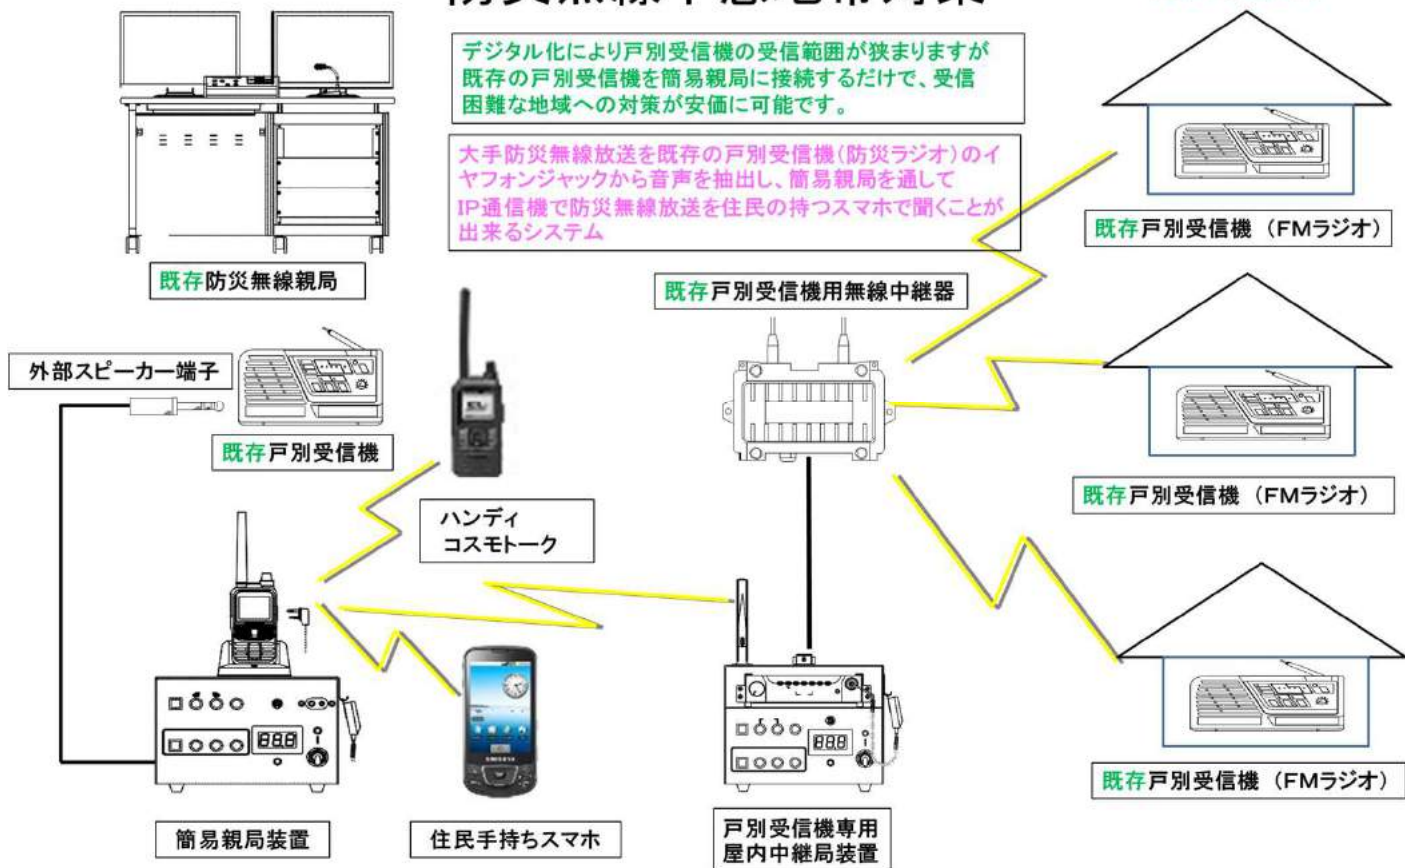 デジタル化により戸別受信機の受信範囲が狭まりますが
既存の戸別受信機を簡易親局に接続するだけで、受信
困難な地域への対策が安価に可能です。
大手防災無線放送を既存の戸別受信機(防災ラジオ)のイ
ヤフォンジャックから音声を抽出し、簡易親局を通して
IP通信機で防災無線放送を住民の持つスマホで聞くことが
出来るシステム
既存戸別受信機 (FMラジオ)
既存防災無線親局
既存戸別受信機用無線中継器
外部スピーカー端子
既存戸別受信機
ハンディ
コスモトーク
既存戸別受信機 (FMラジオ)
SAMSUNG
既存戸別受信機 (FMラジオ)
簡易親局装置
住民手持ちスマホ
戸別受信機専用
屋内中継局装置